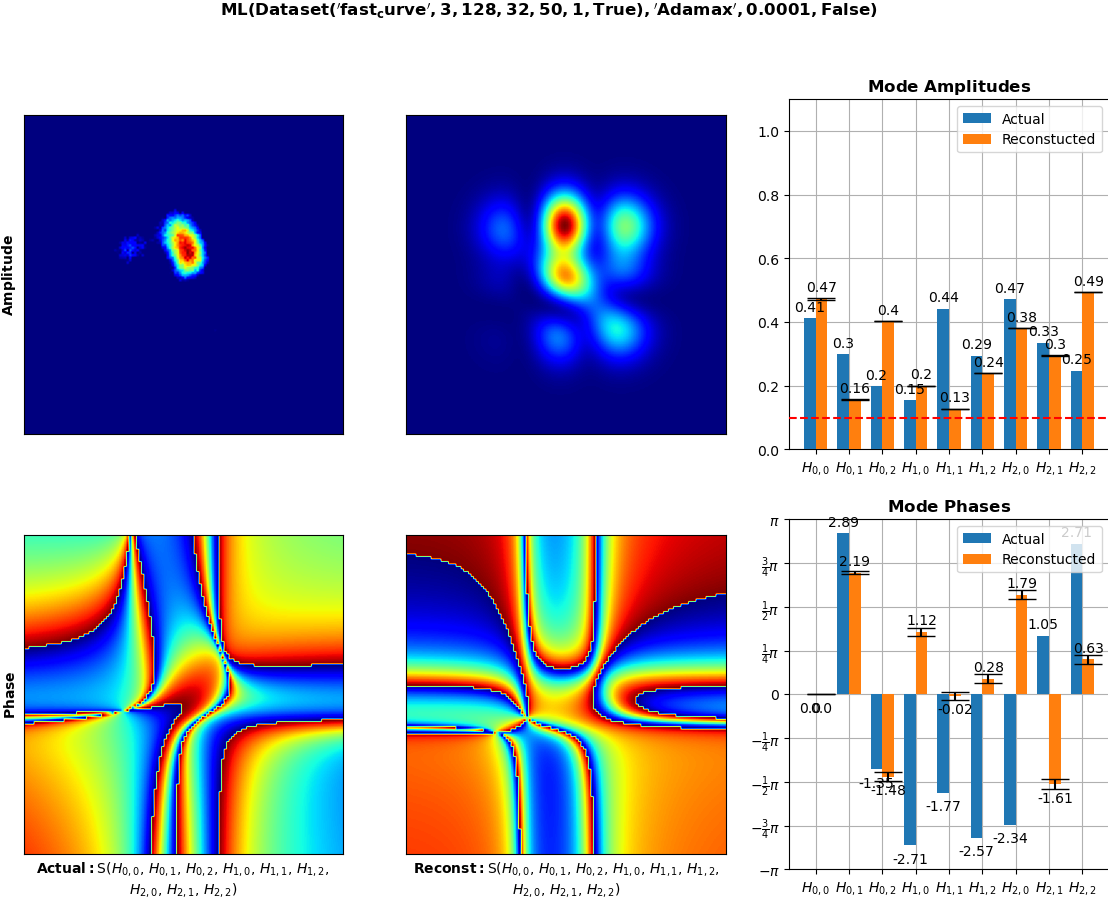 ML(Dataset('fast_curve', 3, 128, 32, 50, 1, True), 'Adamax', 0.0001, False)
Amplitude
Mode Amplitudes
Actual
Reconstucted
1.0
0.8
0.6
0.4
0.2
0.0
0.41
0.47
0.3
0.16
0.2
0.4
0.15
0.2
0.44
0.13
0.29
0.24
0.47
0.38
0.33
0.3
0.25
0.49
H0,0 H0,1 H0,2 H1,0 H1,1 H1,2 H2,0 H2,1 H2,2
Phase
Actual: S(H0,0, H0,1, H0,2, H1,0, H1,1, H1,2,
H2,0, H2,1, H2,2)
Reconst: S(H0,0, H0,1, H0,2, H1,0, H1,1, H1,2,
H2,0, H2,1, H2,2)
Mode Phases
Actual
Reconstucted
π
3/4π
1/2π
1/4π
0
−1/4π
−1/2π
−3/4π
−π
0.0
0.0
2.89
2.19
-1.35
-1.48
-2.71
1.12
-1.77
-0.02
-2.57
0.28
-2.34
1.79
1.05
-1.61
2.71
0.63
H0,0 H0,1 H0,2 H1,0 H1,1 H1,2 H2,0 H2,1 H2,2